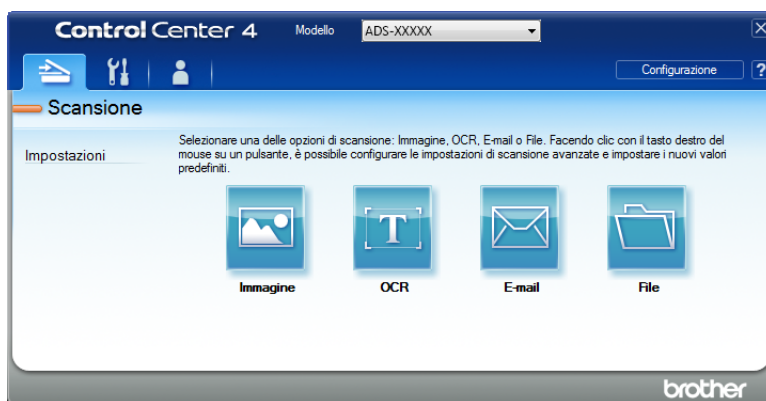 Control Center 4 Modello ADS-XXXXX
Configurazione ?
Scansione
Impostazioni
Selezionare una delle opzioni di scansione: Immagine, OCR, E-mail o File. Facendo clic con il tasto destro del
mouse su un pulsante, è possibile configurare le impostazioni di scansione avanzate e impostare i nuovi valori
predefiniti.
T
Immagine OCR E-mail File
brother